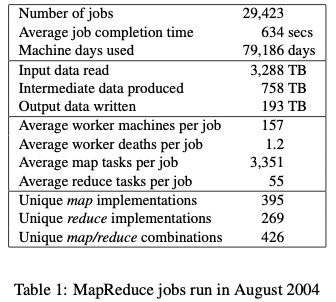 Number of jobs 29,423
Average job completion time 634 secs
Machine days used 79,186 days
Input data read 3,288 TB
Intermediate data produced 758 TB
Output data written 193 TB
Average worker machines per job 157
Average worker deaths per job 1.2
Average map tasks per job 3,351
Average reduce tasks per job 55
Unique map implementations 395
Unique reduce implementations 269
Unique map/reduce combinations 426
Table 1: MapReduce jobs run in August 2004